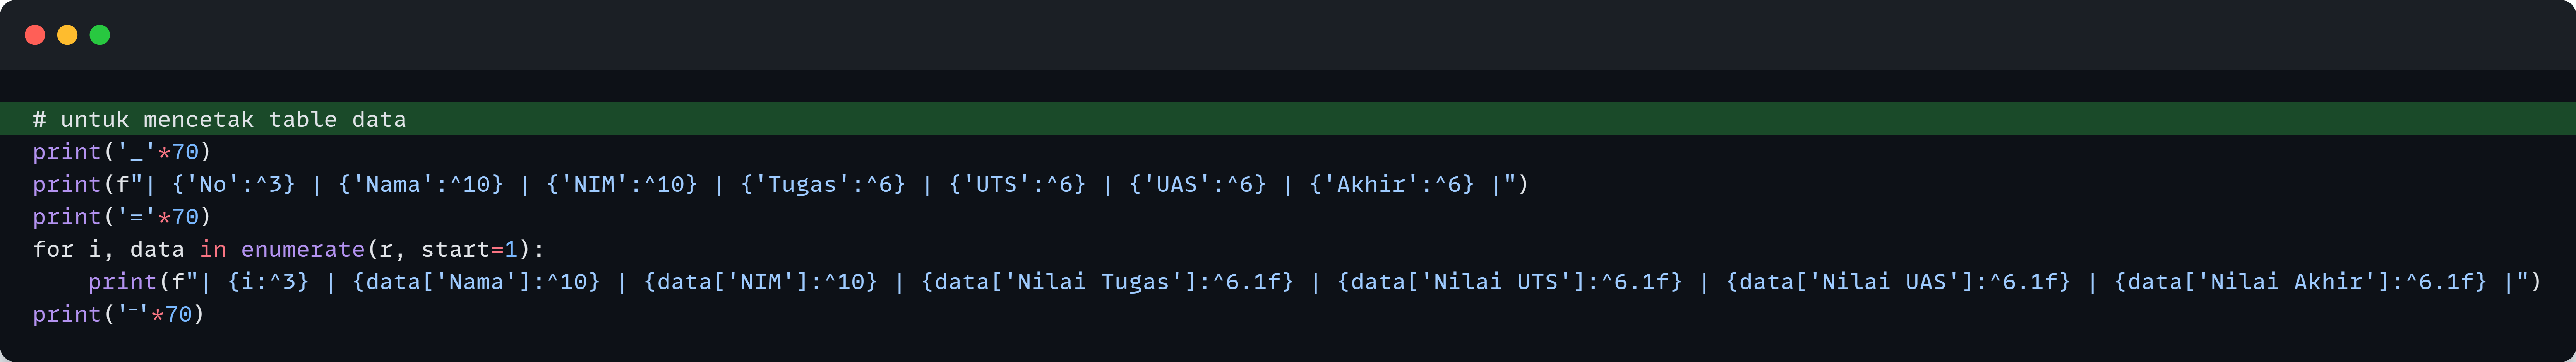 # untuk mencetak table data
print('_'*70)
print(f"| {'No':^3} | {'Nama':^10} | {'NIM':^10} | {'Tugas':^6} | {'UTS':^6} | {'UAS':^6} | {'Akhir':^6} |")
print('='*70)
for i, data in enumerate(r, start=1):
    print(f"| {i:^3} | {data['Nama']:^10} | {data['NIM']:^10} | {data['Nilai Tugas']:^6.1f} | {data['Nilai UTS']:^6.1f} | {data['Nilai UAS']:^6.1f} | {data['Nilai Akhir']:^6.1f} |")
print('‾'*70)